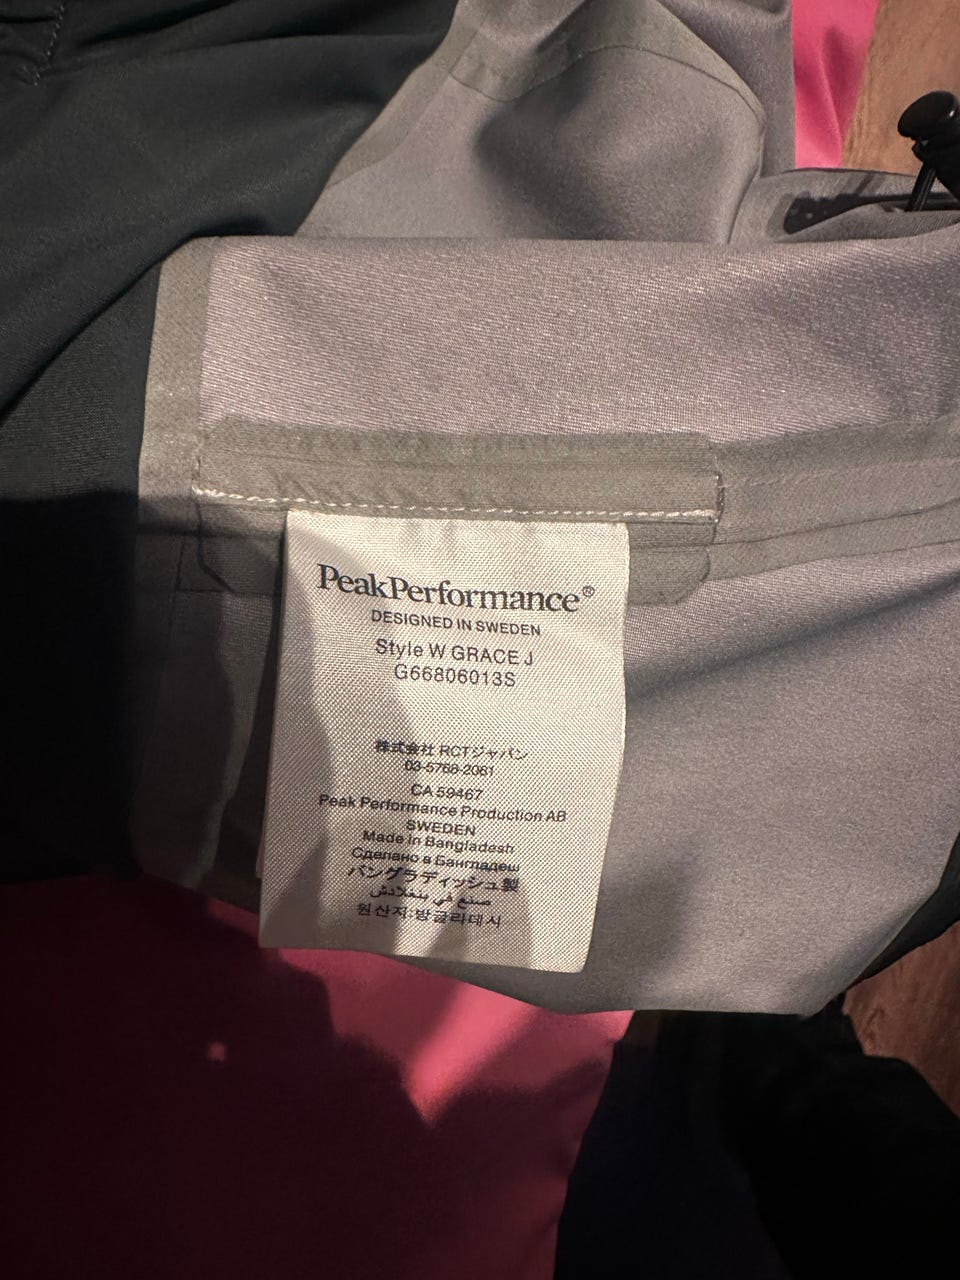 PeakPerformance®
DESIGNED IN SWEDEN
Style W GRACE J
G66806013S
株式会社 RCTジャパン
03-5768-2061
CA 59467
Peak Performance Production AB
SWEDEN
Made in Bangladesh
Сделано в Бангладеш
バングラディッシュ製
صنع في بنغلادش
원산지:방글라데시